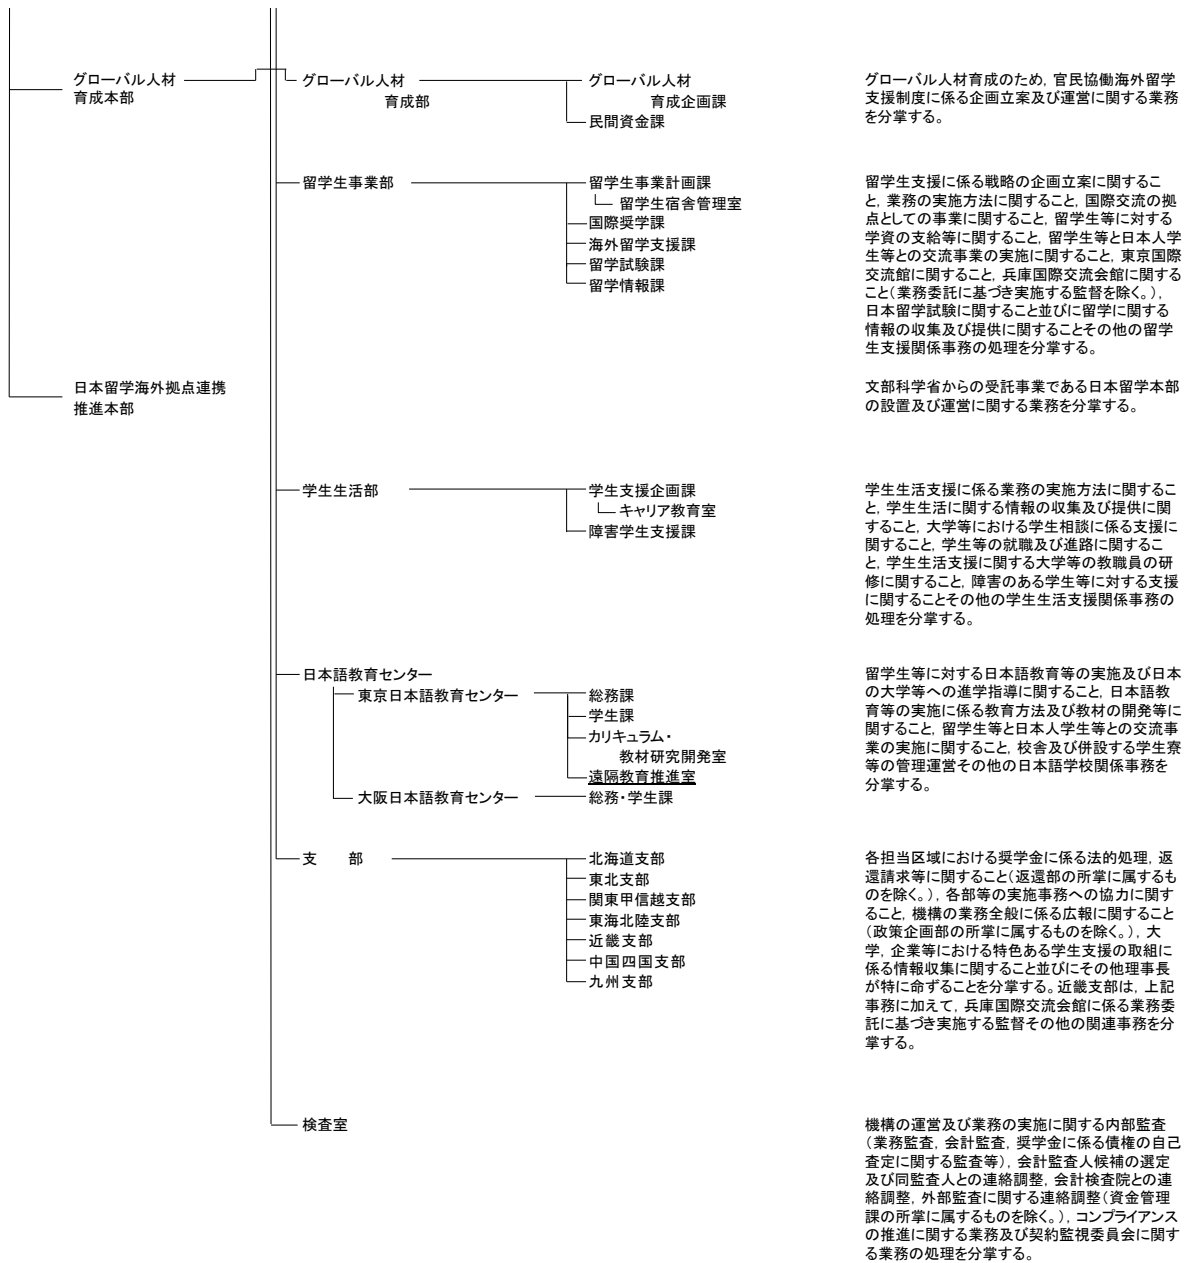 グローバル人材
育成本部
グローバル人材
育成部
グローバル人材
育成企画課
民間資金課
グローバル人材育成のため, 官民協働海外留学
支援制度に係る企画立案及び運営に関する業務
を分掌する。
留学生事業部
留学生事業計画課
留学生宿舎管理室
国際奨学課
海外留学支援課
留学試験課
留学情報課
留学生支援に係る戦略の企画立案に関するこ
と, 業務の実施方法に関すること, 国際交流の拠
点としての事業に関すること, 留学生等に対する
学資の支給等に関すること, 留学生等と日本人学
生等との交流事業の実施に関すること, 東京国際
交流館に関すること, 兵庫国際交流会館に関する
こと(業務委託に基づき実施する監督を除く。),
日本留学試験に関すること並びに留学に関する
情報の収集及び提供に関することその他の留学
生支援関係事務の処理を分掌する。
日本留学海外拠点連携
推進本部
文部科学省からの受託事業である日本留学本部
の設置及び運営に関する業務を分掌する。
学生生活部
学生支援企画課
キャリア教育室
障害学生支援課
学生生活支援に係る業務の実施方法に関するこ
と, 学生生活に関する情報の収集及び提供に関
すること, 大学等における学生相談に係る支援に
関すること, 学生等の就職及び進路に関するこ
と, 学生生活支援に関する大学等の教職員の研
修に関すること, 障害のある学生等に対する支援
に関することその他の学生生活支援関係事務の
処理を分掌する。
日本語教育センター
東京日本語教育センター
総務課
学生課
カリキュラム・
教材研究開発室
遠隔教育推進室
大阪日本語教育センター
総務・学生課
留学生等に対する日本語教育等の実施及び日本
の大学等への進学指導に関すること, 日本語教
育等の実施に係る教育方法及び教材の開発等に
関すること, 留学生等と日本人学生等との交流事
業の実施に関すること, 校舎及び併設する学生寮
等の管理運営その他の日本語学校関係事務を
分掌する。
支　　部
北海道支部
東北支部
関東甲信越支部
東海北陸支部
近畿支部
中国四国支部
九州支部
各担当区域における奨学金に係る法的処理, 返
還請求等に関すること(返還部の所掌に属するも
のを除く。), 各部等の実施事務への協力に関す
ること, 機構の業務全般に係る広報に関すること
(政策企画部の所掌に属するものを除く。), 大
学, 企業等における特色ある学生支援の取組に
係る情報収集に関すること並びにその他理事長
が特に命ずることを分掌する。近畿支部は, 上記
事務に加えて, 兵庫国際交流会館に係る業務委
託に基づき実施する監督その他の関連事務を分
掌する。
検査室
機構の運営及び業務の実施に関する内部監査
(業務監査, 会計監査, 奨学金に係る債権の自己
査定に関する監査等), 会計監査人候補の選定
及び同監査人との連絡調整, 会計検査院との連
絡調整, 外部監査に関する連絡調整(資金管理
課の所掌に属するものを除く。), コンプライアンス
の推進に関する業務及び契約監視委員会に関す
る業務の処理を分掌する。